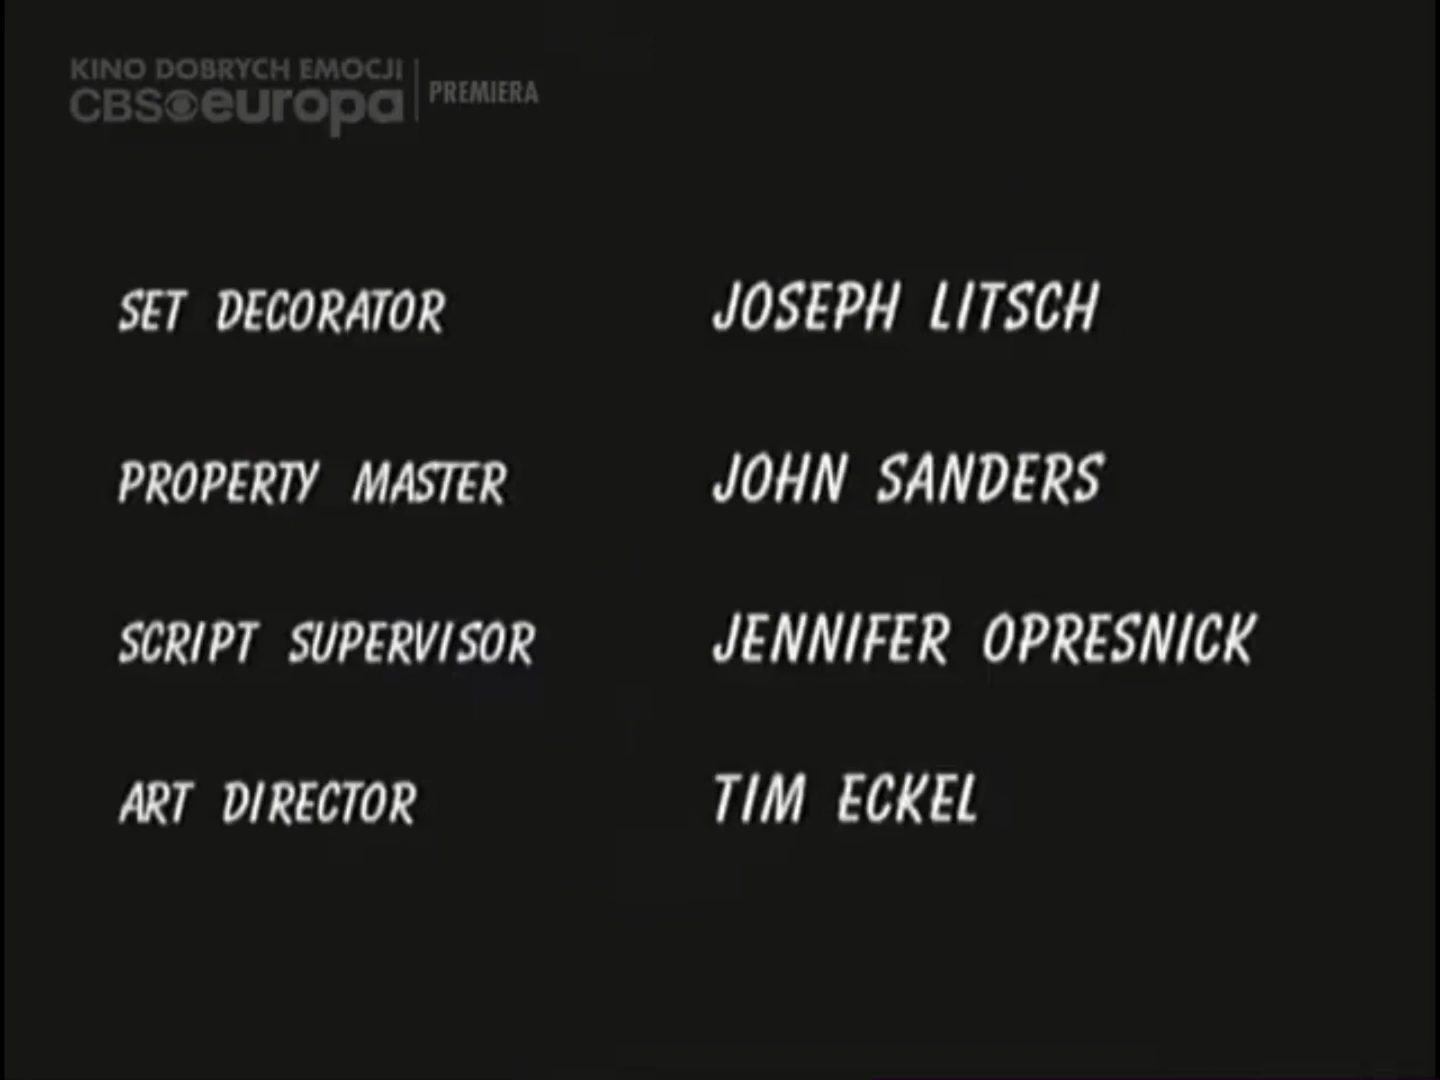 KINO DOBRYCH EMOCJI
CBS europa
PREMIERA
SET DECORATOR JOSEPH LITSCH
PROPERTY MASTER JOHN SANDERS
SCRIPT SUPERVISOR JENNIFER OPRESNICK
ART DIRECTOR TIM ECKEL